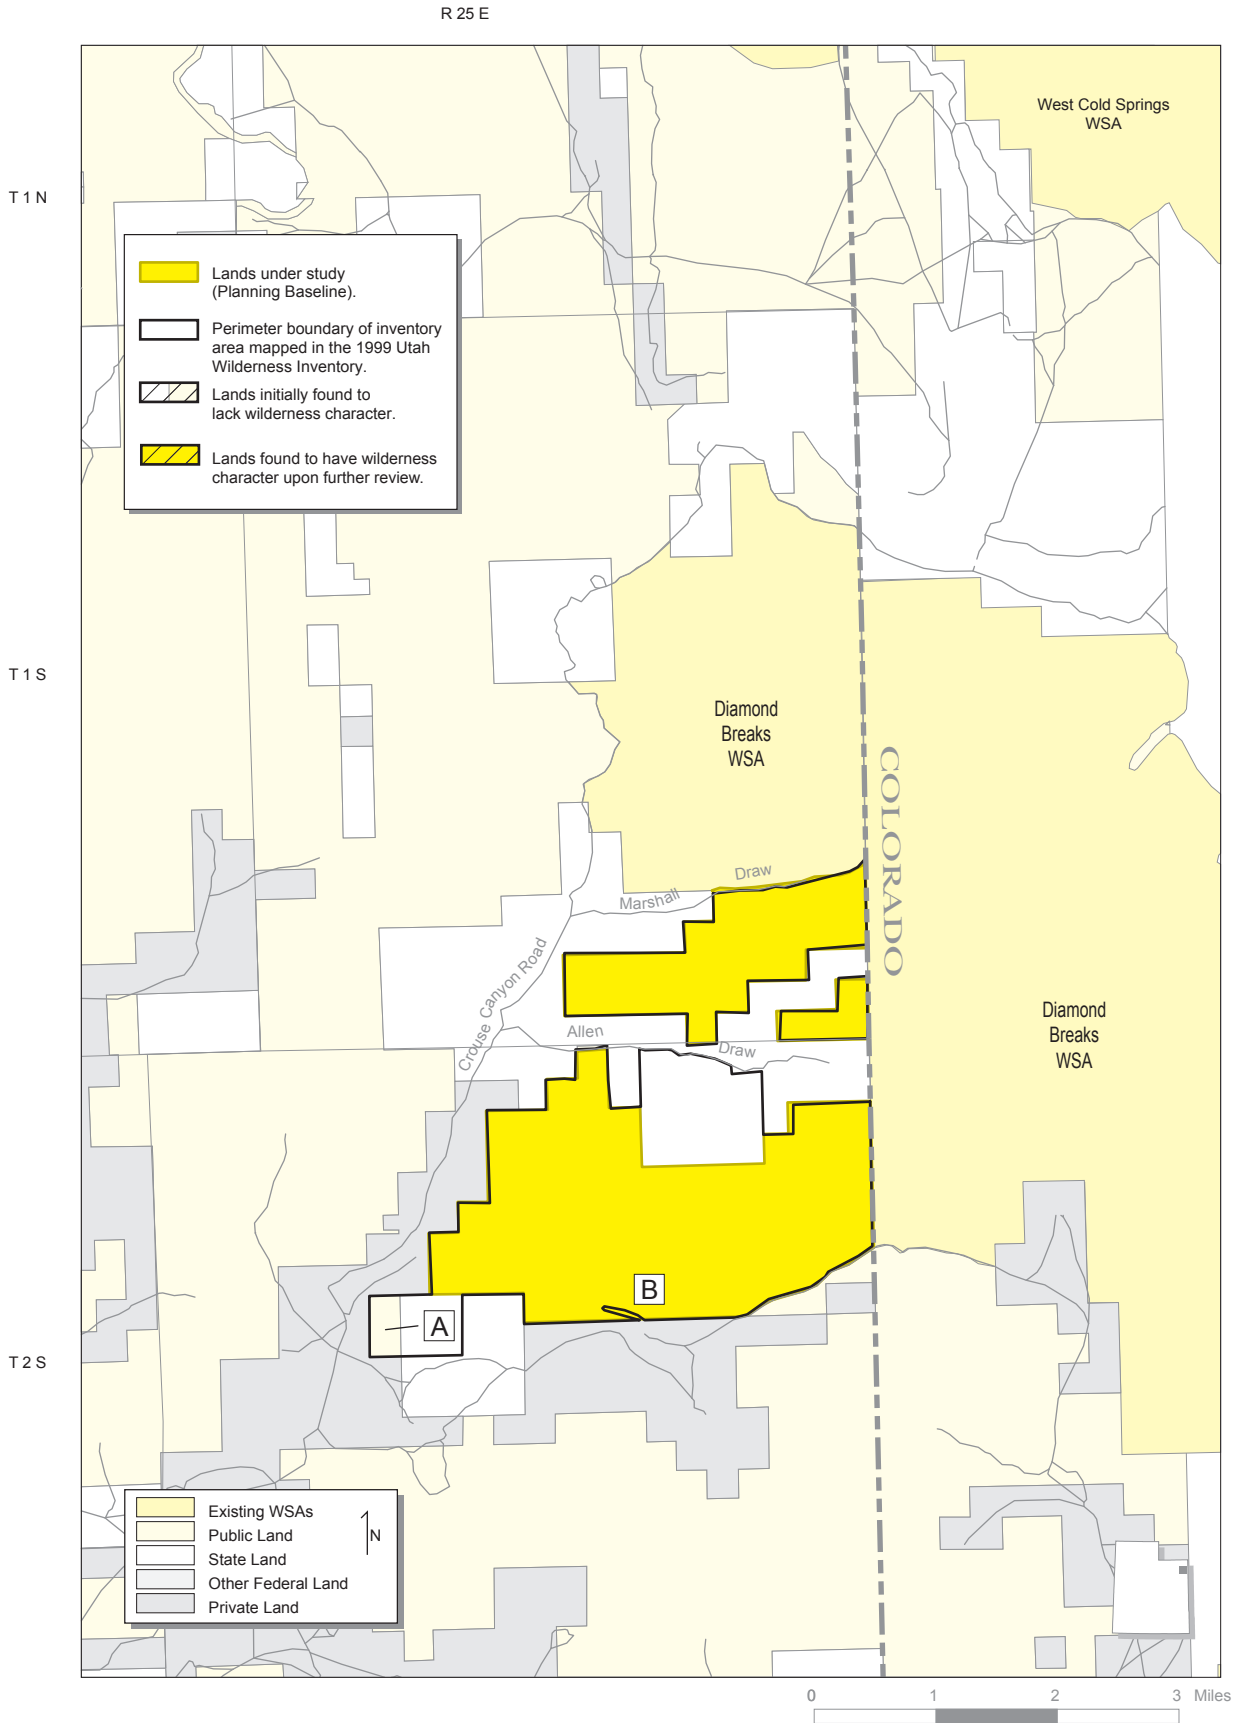 R 25 E
West Cold Springs
WSA
T 1 N
Lands under study
(Planning Baseline).
Perimeter boundary of inventory
area mapped in the 1999 Utah
Wilderness Inventory.
Lands initially found to
lack wilderness character.
Lands found to have wilderness
character upon further review.
T 1 S
Diamond
Breaks
WSA
COLORADO
Marshall Draw
Crouse Canyon Road
Diamond
Breaks
WSA
Allen Draw
B
A
T 2 S
Existing WSAs
Public Land
State Land
Other Federal Land
Private Land
N
0 1 2 3 Miles